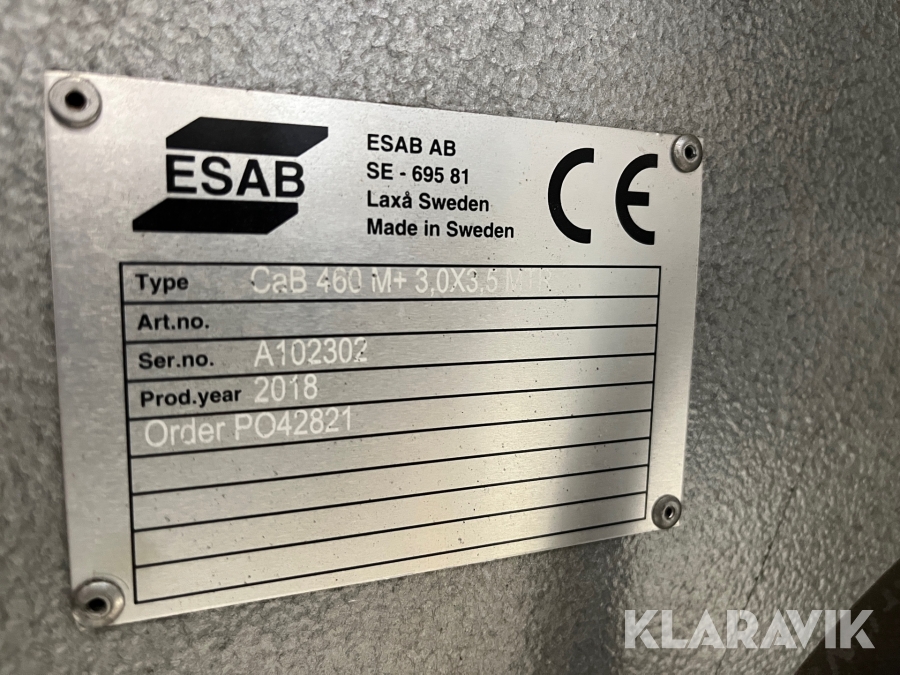 ESAB
ESAB AB
SE - 695 81
Laxå Sweden
Made in Sweden
CE
Type CaB 460 M+ 3,0X3,5 MTR
Art.no.
Ser.no. A102302
Prod.year 2018
Order PO42821
KLARAVIK